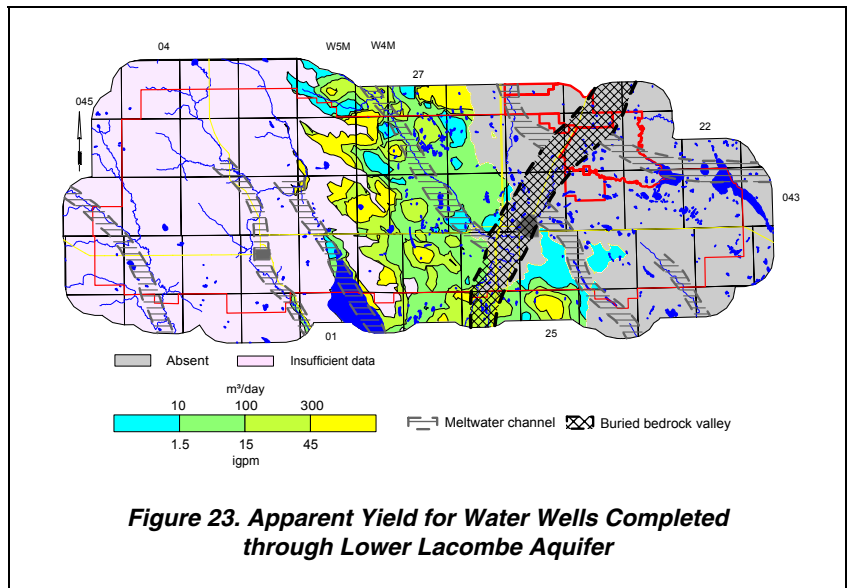 04
W5M W4M
27
045
22
043
01
25
Absent
Insufficient data
m³/day
10 100 300
1.5 15 45
igpm
Meltwater channel
Buried bedrock valley
Figure 23. Apparent Yield for Water Wells Completed
through Lower Lacombe Aquifer